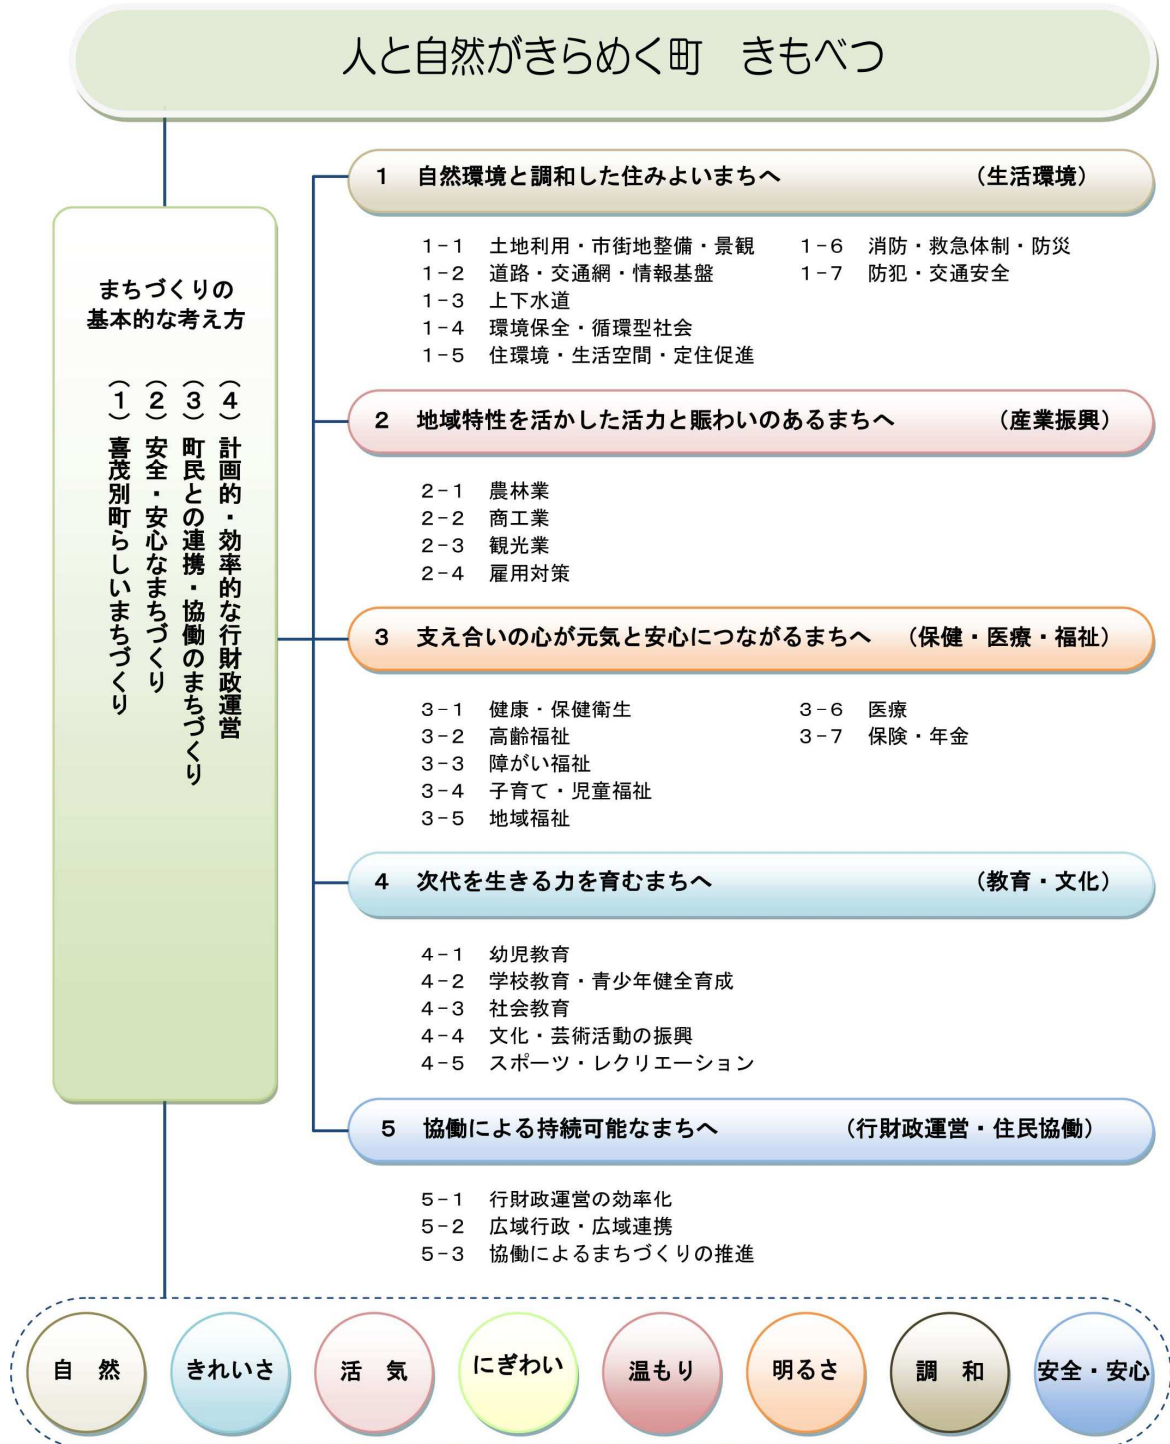 人と自然がきらめく町　きもべつ
まちづくりの
基本的な考え方
（1）喜茂別町らしいまちづくり
（2）安全・安心なまちづくり
（3）町民との連携・協働のまちづくり
（4）計画的・効率的な行財政運営
1　自然環境と調和した住みよいまちへ　（生活環境）
1-1　土地利用・市街地整備・景観
1-2　道路・交通網・情報基盤
1-3　上下水道
1-4　環境保全・循環型社会
1-5　住環境・生活空間・定住促進
1-6　消防・救急体制・防災
1-7　防犯・交通安全
2　地域特性を活かした活力と賑わいのあるまちへ　（産業振興）
2-1　農林業
2-2　商工業
2-3　観光業
2-4　雇用対策
3　支え合いの心が元気と安心につながるまちへ　（保健・医療・福祉）
3-1　健康・保健衛生
3-2　高齢福祉
3-3　障がい福祉
3-4　子育て・児童福祉
3-5　地域福祉
3-6　医療
3-7　保険・年金
4　次代を生きる力を育むまちへ　（教育・文化）
4-1　幼児教育
4-2　学校教育・青少年健全育成
4-3　社会教育
4-4　文化・芸術活動の振興
4-5　スポーツ・レクリエーション
5　協働による持続可能なまちへ　（行財政運営・住民協働）
5-1　行財政運営の効率化
5-2　広域行政・広域連携
5-3　協働によるまちづくりの推進
自　然
きれいさ
活　気
にぎわい
温もり
明るさ
調　和
安全・安心